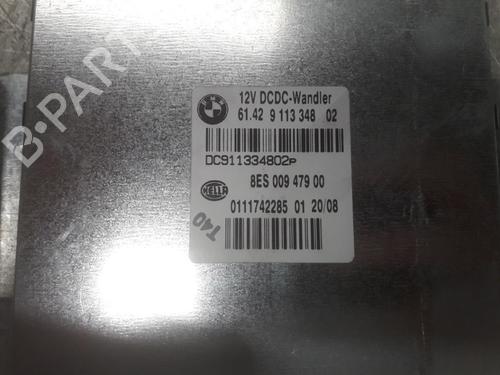 B-PARTS
BMW
12V DCDC-Wandler
61.42 9 113 348 02
DC911334802P
HELLA
8ES 009 479 00
0111742285 01 20/08
T40